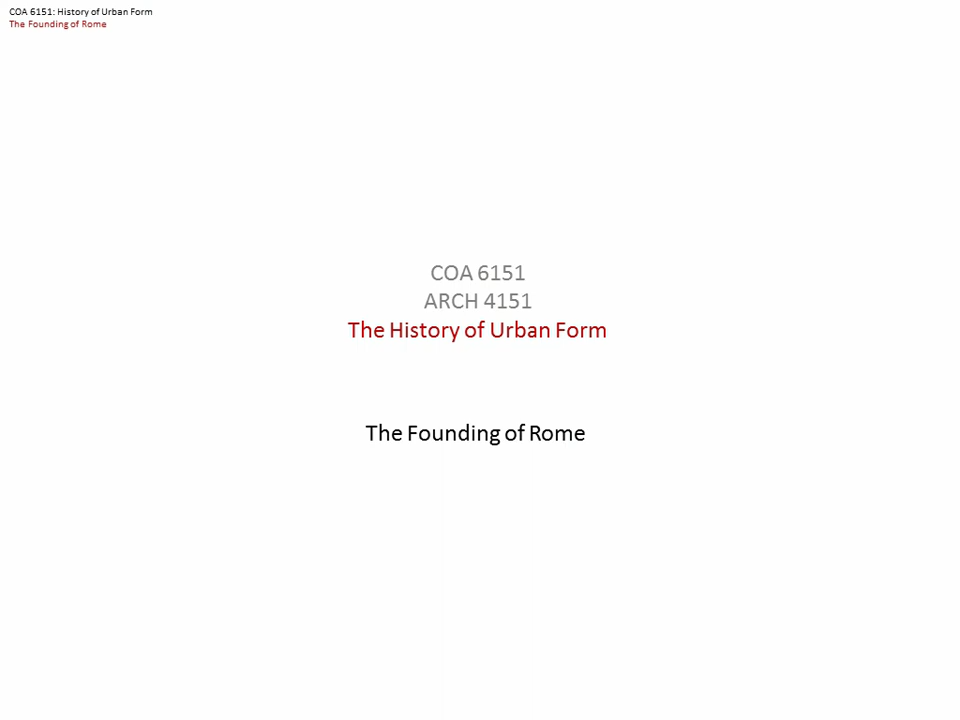 COA 6151: History of Urban Form
The Founding of Rome
COA 6151
ARCH 4151
The History of Urban Form
The Founding of Rome